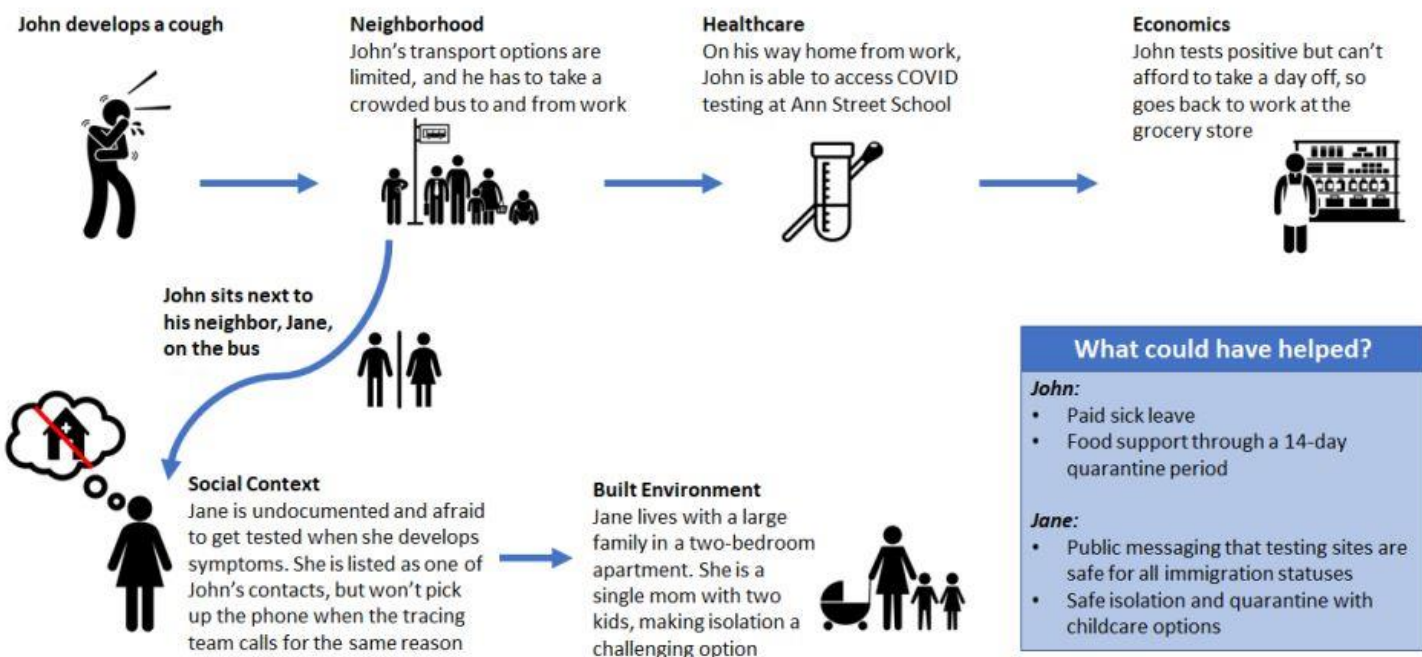 John develops a cough
Neighborhood
John's transport options are
limited, and he has to take a
crowded bus to and from work
Healthcare
On his way home from work,
John is able to access COVID
testing at Ann Street School
Economics
John tests positive but can't
afford to take a day off, so
goes back to work at the
grocery store
John sits next to
his neighbor, Jane,
on the bus
Social Context
Jane is undocumented and afraid
to get tested when she develops
symptoms. She is listed as one of
John's contacts, but won't pick
up the phone when the tracing
team calls for the same reason
Built Environment
Jane lives with a large
family in a two-bedroom
apartment. She is a
single mom with two
kids, making isolation a
challenging option
What could have helped?
John:
• Paid sick leave
• Food support through a 14-day
quarantine period
Jane:
• Public messaging that testing sites are
safe for all immigration statuses
• Safe isolation and quarantine with
childcare options